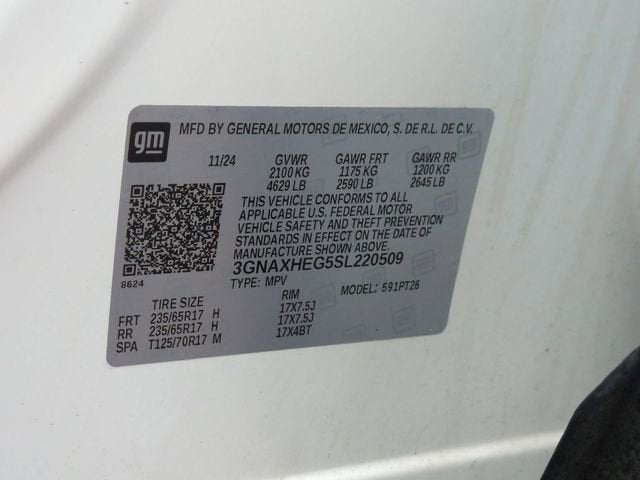 gm
MFD BY GENERAL MOTORS DE MEXICO, S. DE R.L. DE C.V.
11/24 GVWR GAWR FRT GAWR RR
2100 KG 1175 KG 1200 KG
4629 LB 2590 LB 2645 LB
THIS VEHICLE CONFORMS TO ALL
APPLICABLE U.S. FEDERAL MOTOR
VEHICLE SAFETY AND THEFT PREVENTION
STANDARDS IN EFFECT ON THE DATE OF
MANUFACTURE SHOWN ABOVE.
3GNAXHEG5SL220509
8624
TYPE: MPV MODEL: 591PT26
TIRE SIZE RIM
FRT 235/65R17 H 17X7.5J
RR 235/65R17 H 17X7.5J
SPA T125/70R17 M 17X4BT